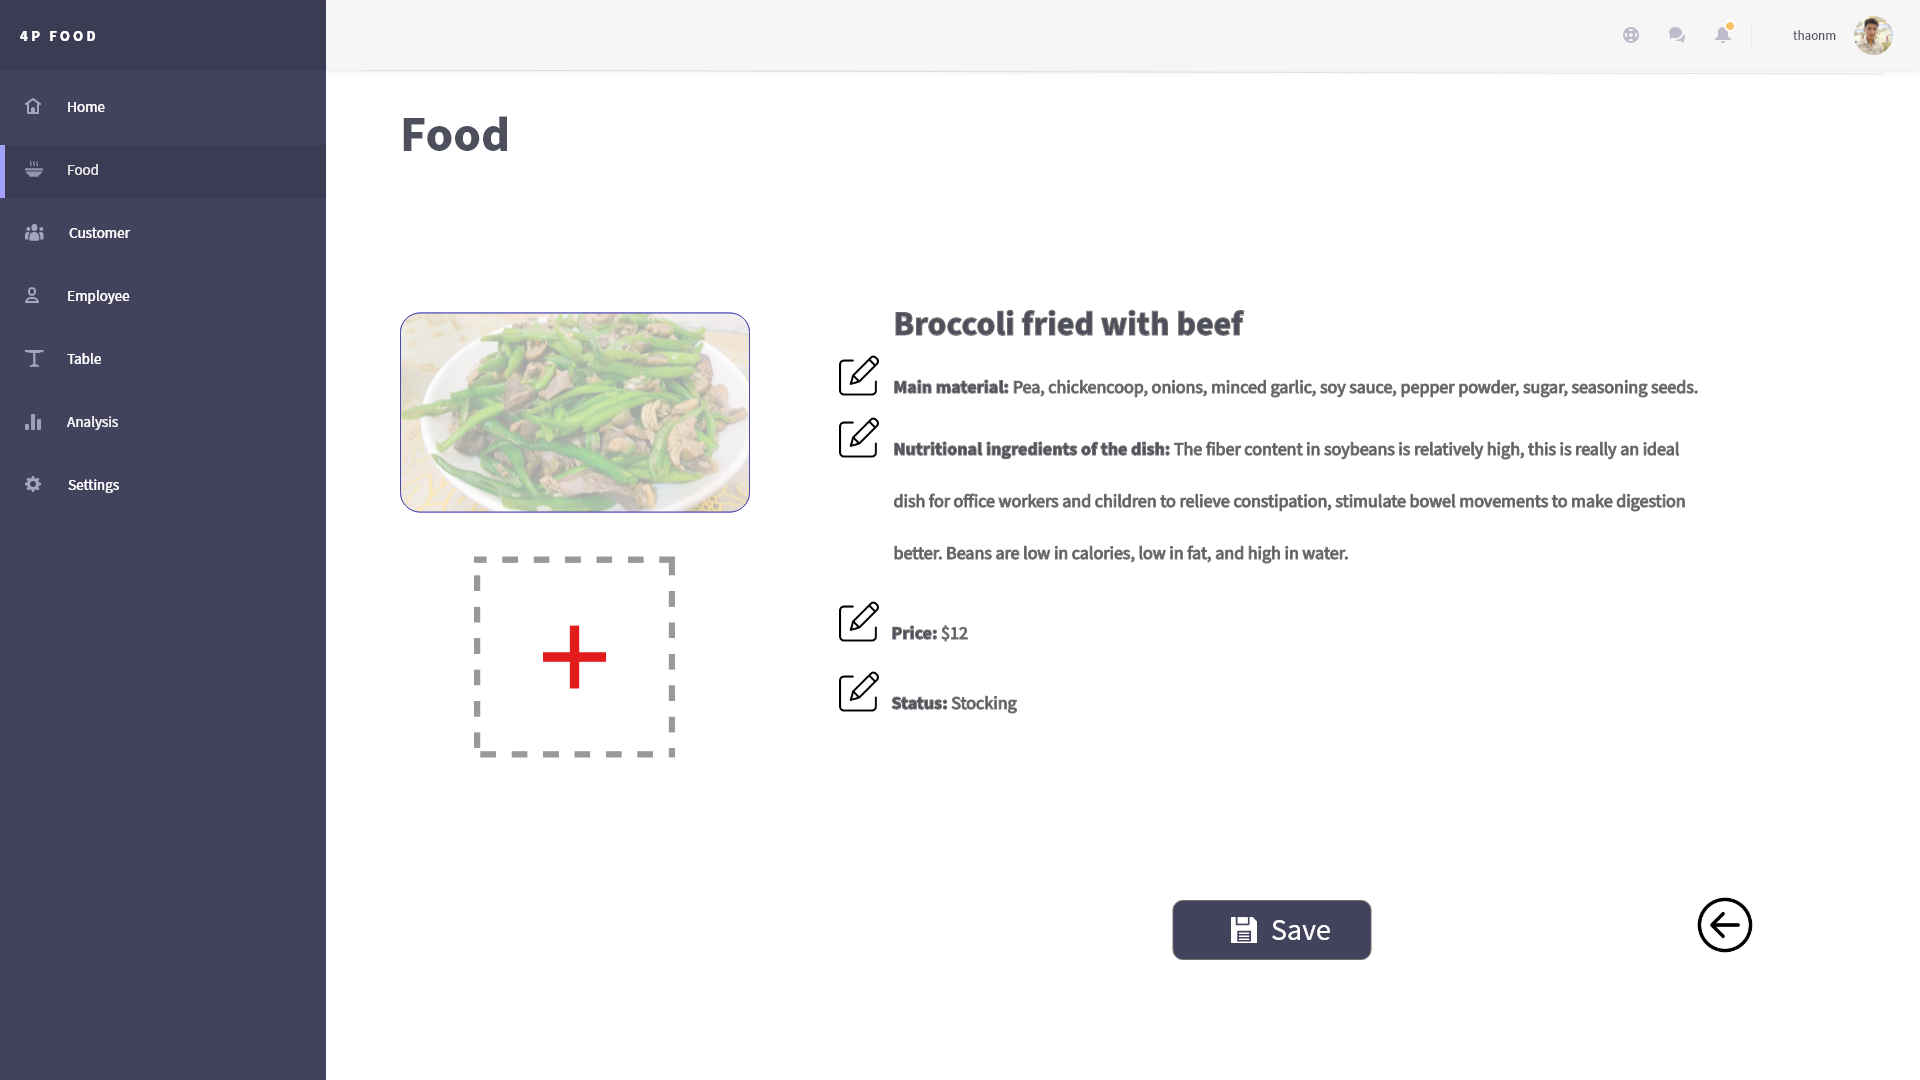 4P FOOD
thaonm
Home
Food
Customer
Employee
Table
Analysis
Settings
Food
Broccoli fried with beef
Main material: Pea, chickencoop, onions, minced garlic, soy sauce, pepper powder, sugar, seasoning seeds.
Nutritional ingredients of the dish: The fiber content in soybeans is relatively high, this is really an ideal
dish for office workers and children to relieve constipation, stimulate bowel movements to make digestion
better. Beans are low in calories, low in fat, and high in water.
Price: $12
Status: Stocking
Save